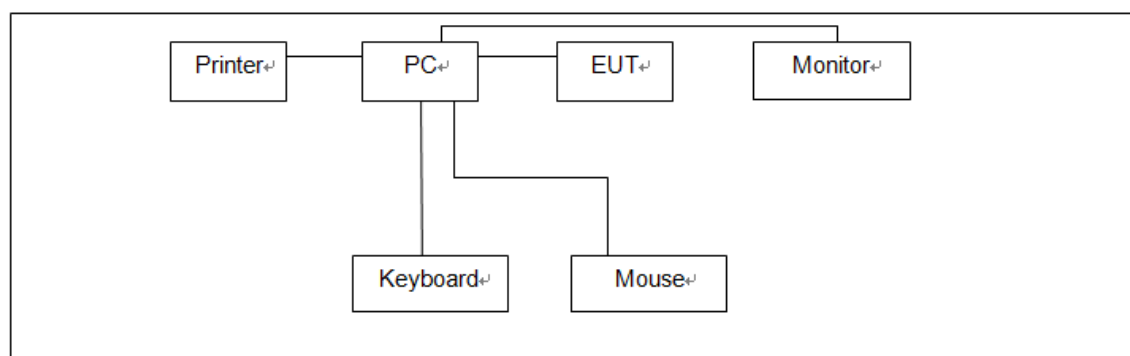 Printer
PC
EUT
Monitor
Keyboard
Mouse